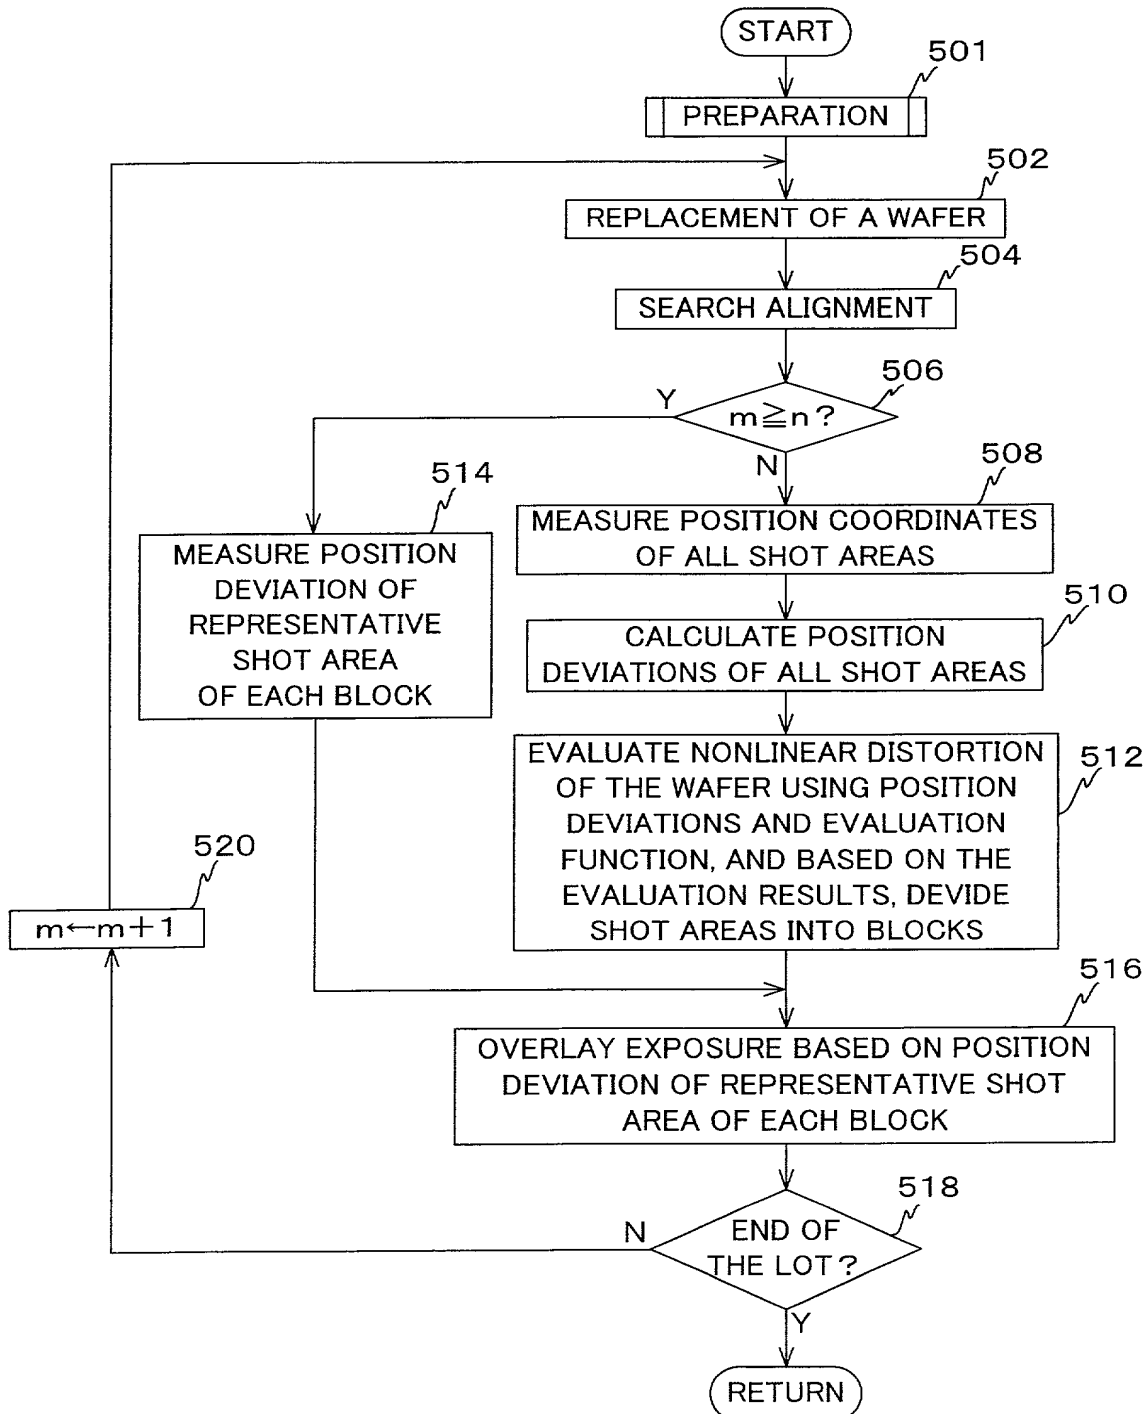 START
501
PREPARATION
502
REPLACEMENT OF A WAFER
504
SEARCH ALIGNMENT
506
Y
m≧n?
N
508
MEASURE POSITION COORDINATES
OF ALL SHOT AREAS
514
MEASURE POSITION
DEVIATION OF
REPRESENTATIVE
SHOT AREA
OF EACH BLOCK
510
CALCULATE POSITION
DEVIATIONS OF ALL SHOT AREAS
512
EVALUATE NONLINEAR DISTORTION
OF THE WAFER USING POSITION
DEVIATIONS AND EVALUATION
FUNCTION, AND BASED ON THE
EVALUATION RESULTS, DEVIDE
SHOT AREAS INTO BLOCKS
520
m←m+1
516
OVERLAY EXPOSURE BASED ON POSITION
DEVIATION OF REPRESENTATIVE SHOT
AREA OF EACH BLOCK
518
N
END OF
THE LOT?
Y
RETURN